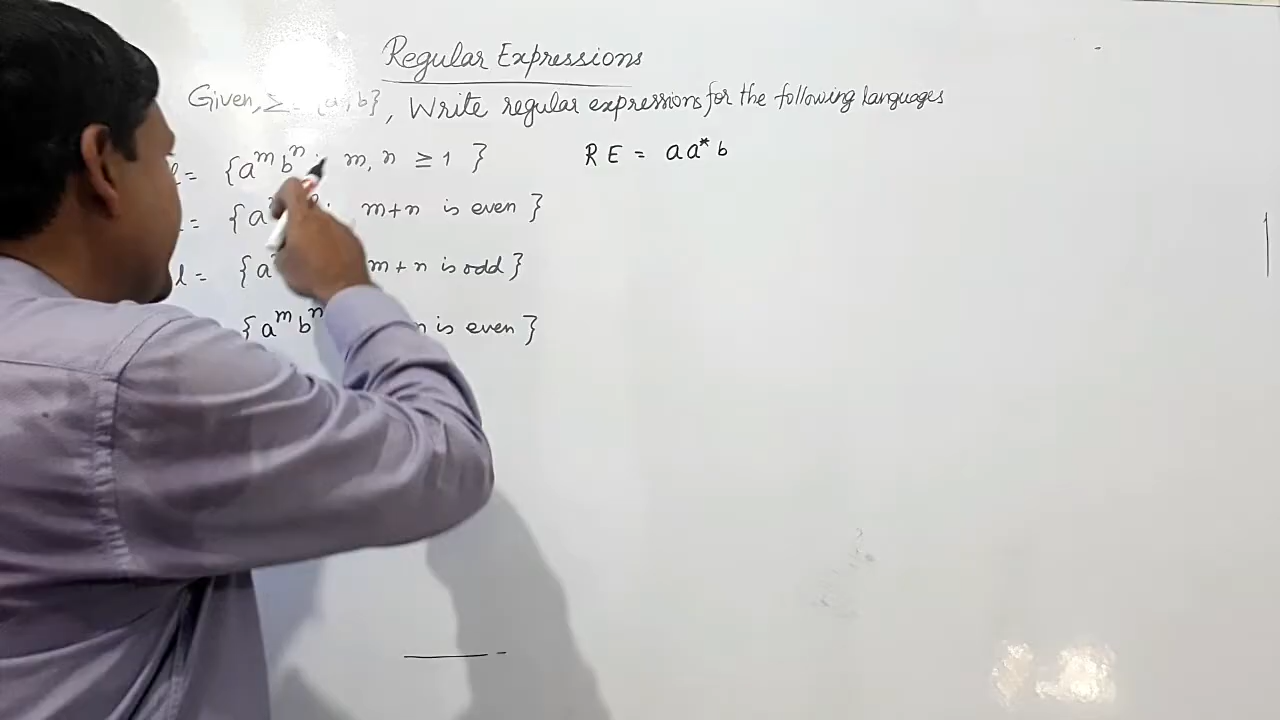 Regular Expressions
Given, Σ = {a, b}, Write regular expressions for the following languages
l = {a^m b^n ; m, n ≥ 1 } RE = aa* b
= {a m+n is even }
l = {a m+n is odd }
{a^m b^n is even }